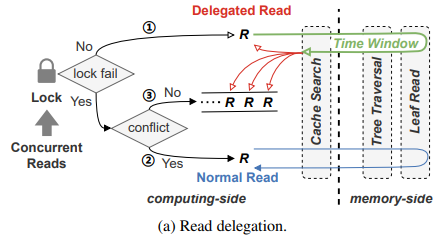 Delegated Read
①
No
R
Time Window
lock fail
Lock
Yes
③
No
R R R
conflict
Concurrent
Reads
② Yes
R
Normal Read
Cache Search
Tree Traversal
Leaf Read
computing-side
memory-side
(a) Read delegation.